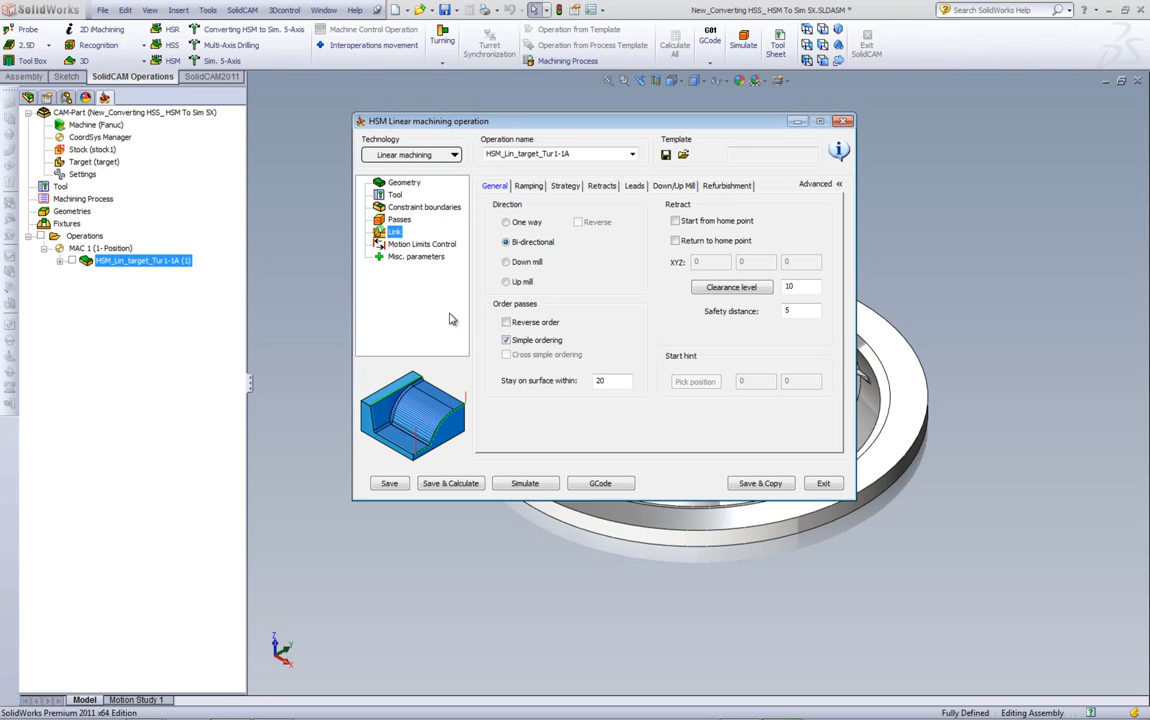 SolidWorks
File Edit View Insert Tools SolidCAM 3Dcontrol Window Help
New_Converting HSS_ HSM To Sim 5X.SLDASM *
Search Commands
Probe
2D iMachining
HSR
Converting HSM to Sim. 5-Axis
Machine Control Operation
Operation from Template
2.5D
Recognition
HSS
Multi-Axis Drilling
Interoperations movement
Turning
Turret Synchronization
Operation from Process Template
Calculate All
G01 GCode
Simulate
Tool Sheet
Exit SolidCAM
Tool Box
3D
HSM
Sim. 5-Axis
Machining Process
Assembly Sketch SolidCAM Operations SolidCAM2011
CAM-Part (New_Converting HSS_ HSM To Sim 5X)
Machine (Fanuc)
CoordSys Manager
Stock (stock1)
Target (target)
Settings
Tool
Machining Process
Geometries
Fixtures
Operations
MAC 1 (1- Position)
HSM_Lin_target_Tur1-1A (1)
HSM Linear machining operation
Technology
Linear machining
Operation name
HSM_Lin_target_Tur1-1A
Template
Geometry
Tool
Constraint boundaries
Passes
Link
Motion Limits Control
Misc. parameters
General Ramping Strategy Retracts Leads Down/Up Mill Refurbishment Advanced «
Direction
One way Reverse
Bi-directional
Down mill
Up mill
Order passes
Reverse order
Simple ordering
Cross simple ordering
Stay on surface within: 20
Retract
Start from home point
Return to home point
XYZ: 0 0 0
Clearance level 10
Safety distance: 5
Start hint
Pick position 0 0
Save Save & Calculate Simulate GCode Save & Copy Exit
Z
Y
X
Model Motion Study 1
SolidWorks Premium 2011 x64 Edition
Fully Defined Editing Assembly